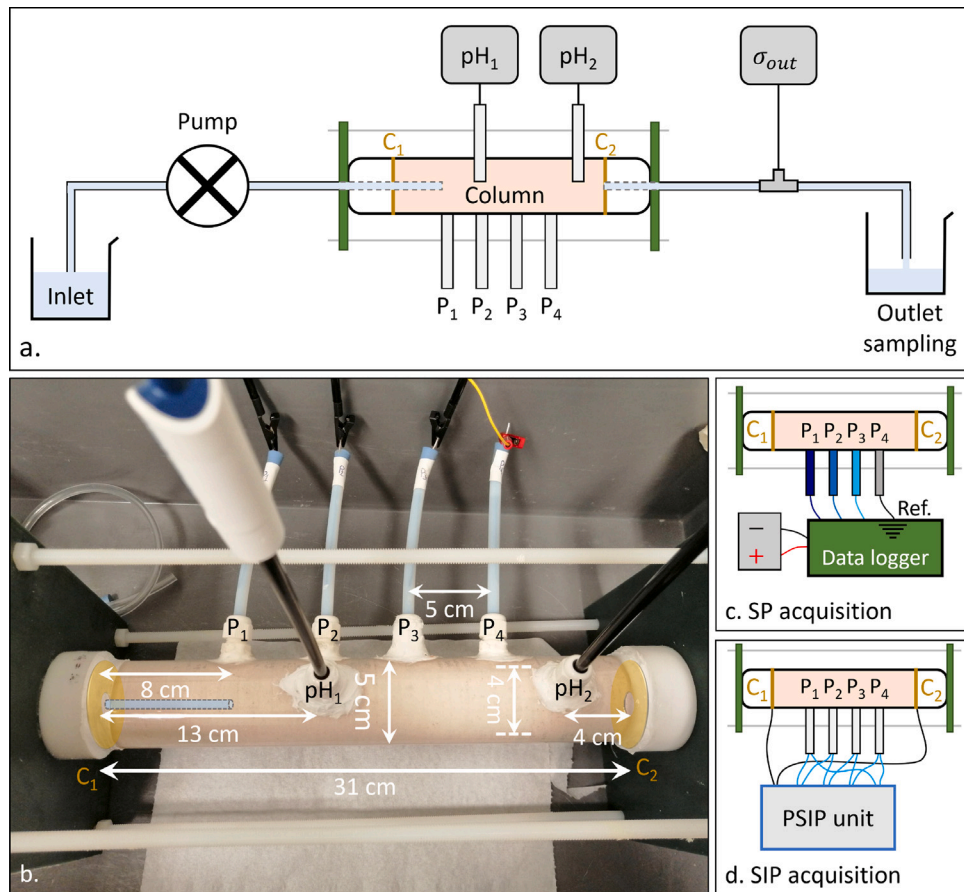 pH₁
pH₂
σₒᵤₜ
Pump
C₁
C₂
Column
Inlet
P₁ P₂ P₃ P₄
Outlet
sampling
a.
5 cm
P₁
P₂
P₃
P₄
8 cm
pH₁
5 cm
4 cm
pH₂
13 cm
4 cm
C₁
C₂
31 cm
b.
C₁
P₁ P₂ P₃ P₄
C₂
Ref.
−
+
Data logger
c. SP acquisition
C₁
P₁ P₂ P₃ P₄
C₂
PSIP unit
d. SIP acquisition